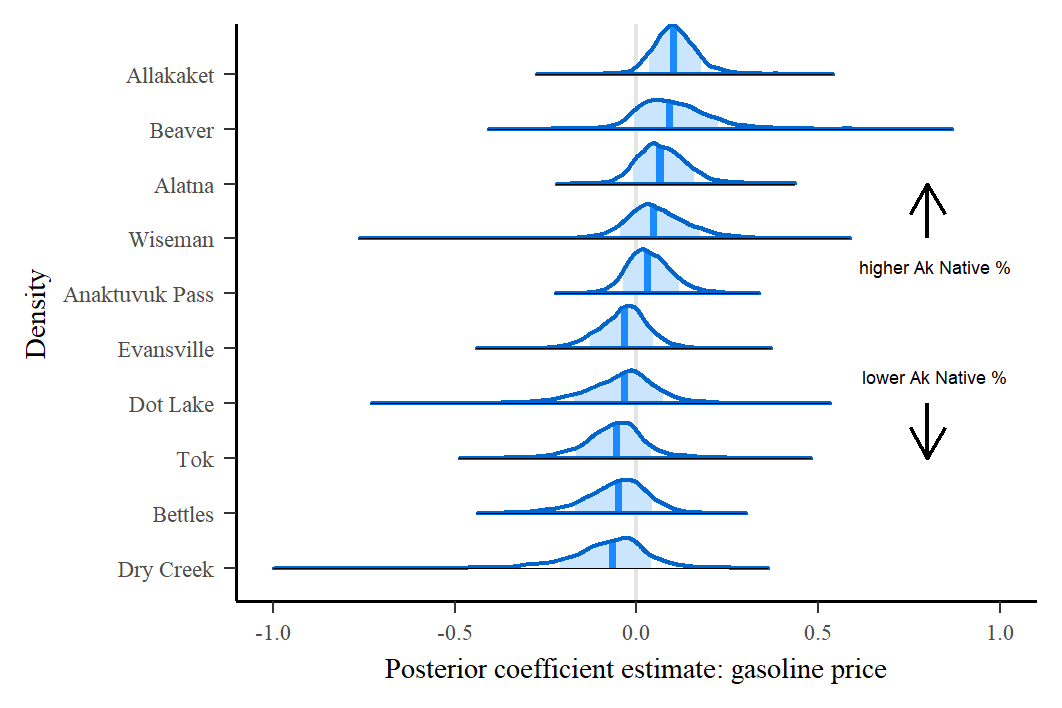 Allakaket
Beaver
Alatna
Wiseman
higher Ak Native %
Anaktuvuk Pass
Evansville
lower Ak Native %
Dot Lake
Tok
Bettles
Dry Creek
Density
-1.0 -0.5 0.0 0.5 1.0
Posterior coefficient estimate: gasoline price